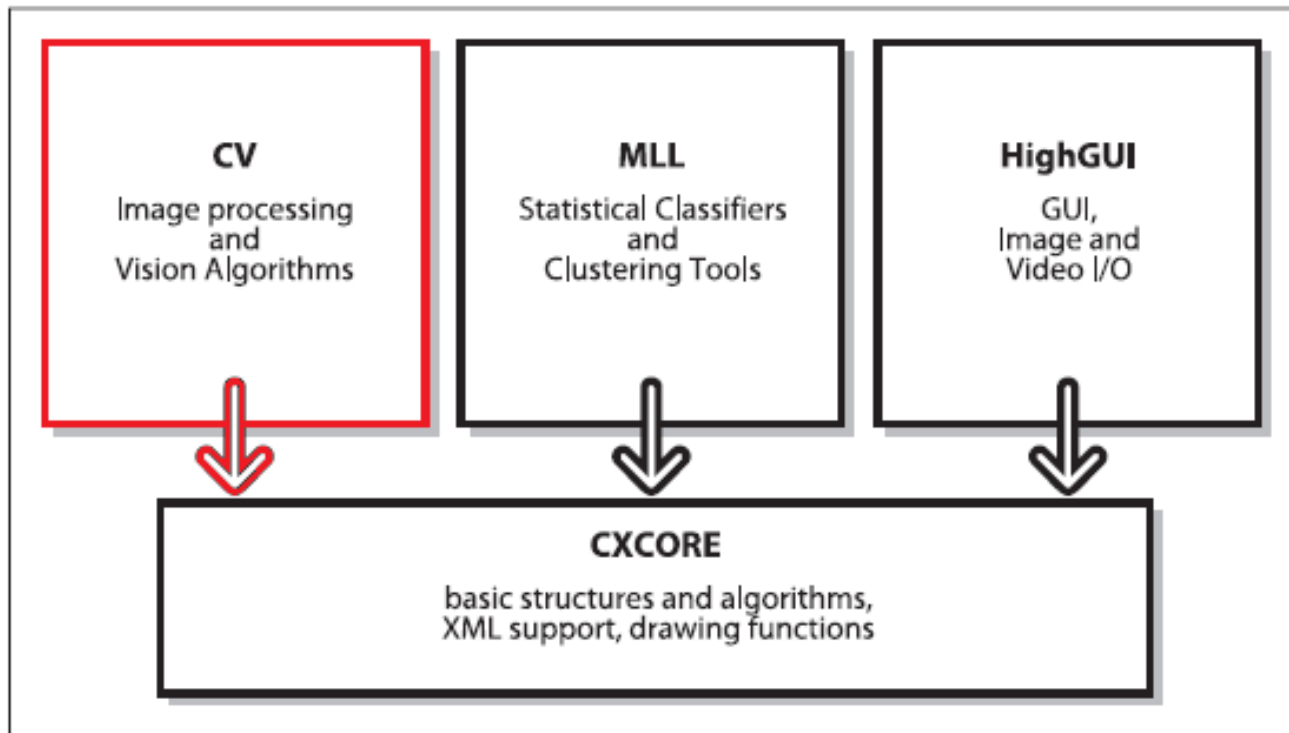 CV
Image processing
and
Vision Algorithms
MLL
Statistical Classifiers
and
Clustering Tools
HighGUI
GUI,
Image and
Video I/O
CXCORE
basic structures and algorithms,
XML support, drawing functions